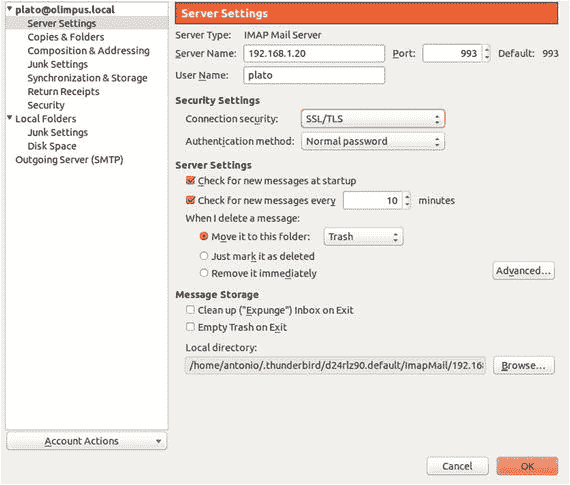 plato@olimpus.local
Server Settings
Copies & Folders
Composition & Addressing
Junk Settings
Synchronization & Storage
Return Receipts
Security
Local Folders
Junk Settings
Disk Space
Outgoing Server (SMTP)
Account Actions
Server Settings
Server Type: IMAP Mail Server
Server Name: 192.168.1.20 Port: 993 Default: 993
User Name: plato
Security Settings
Connection security: SSL/TLS
Authentication method: Normal password
Server Settings
Check for new messages at startup
Check for new messages every 10 minutes
When I delete a message:
Move it to this folder: Trash
Just mark it as deleted
Remove it immediately
Advanced...
Message Storage
Clean up ("Expunge") Inbox on Exit
Empty Trash on Exit
Local directory:
/home/antonio/.thunderbird/d24rlz90.default/ImapMail/192.168 Browse...
Cancel OK